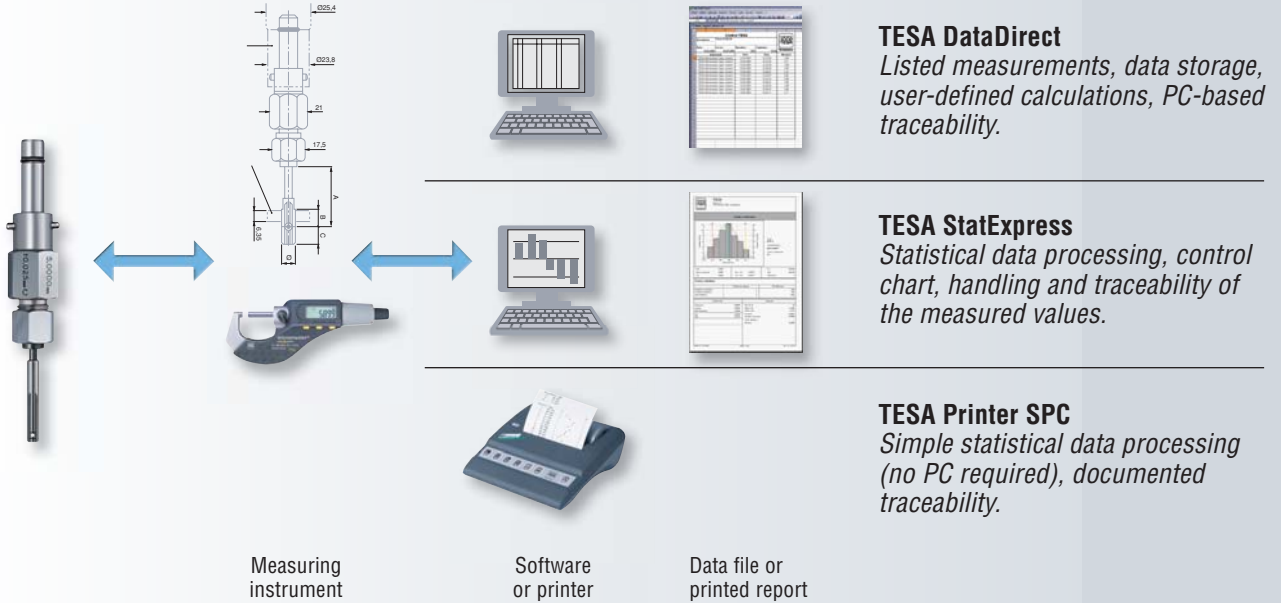 Ø25,4
Ø23,8
21
17,5
A
B
C
6,35
Ø
TESA DataDirect
Listed measurements, data storage,
user-defined calculations, PC-based
traceability.
TESA StatExpress
Statistical data processing, control
chart, handling and traceability of
the measured values.
TESA Printer SPC
Simple statistical data processing
(no PC required), documented
traceability.
Measuring
instrument
Software
or printer
Data file or
printed report